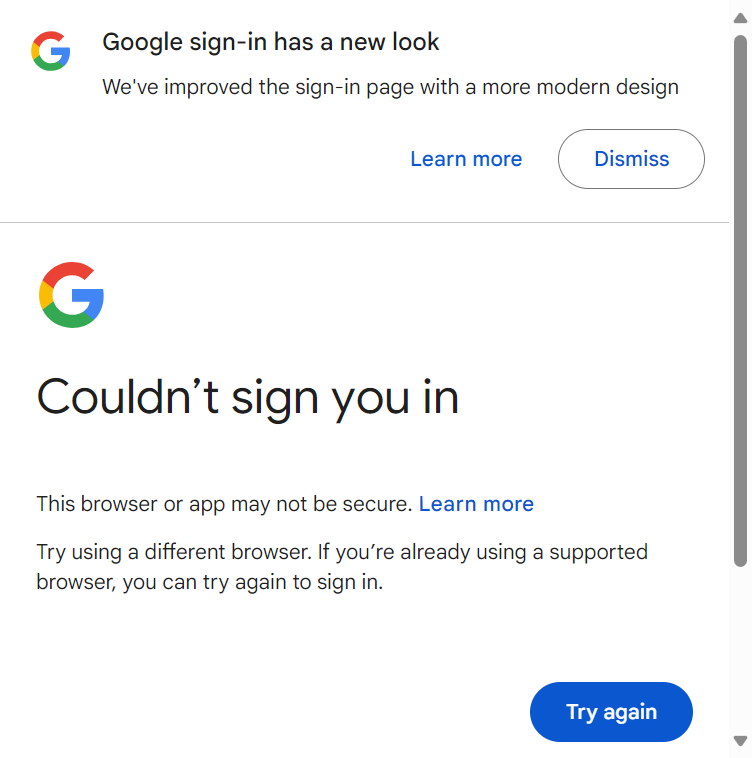 Google sign-in has a new look
We've improved the sign-in page with a more modern design
Learn more
Dismiss
Couldn’t sign you in
This browser or app may not be secure. Learn more
Try using a different browser. If you’re already using a supported
browser, you can try again to sign in.
Try again